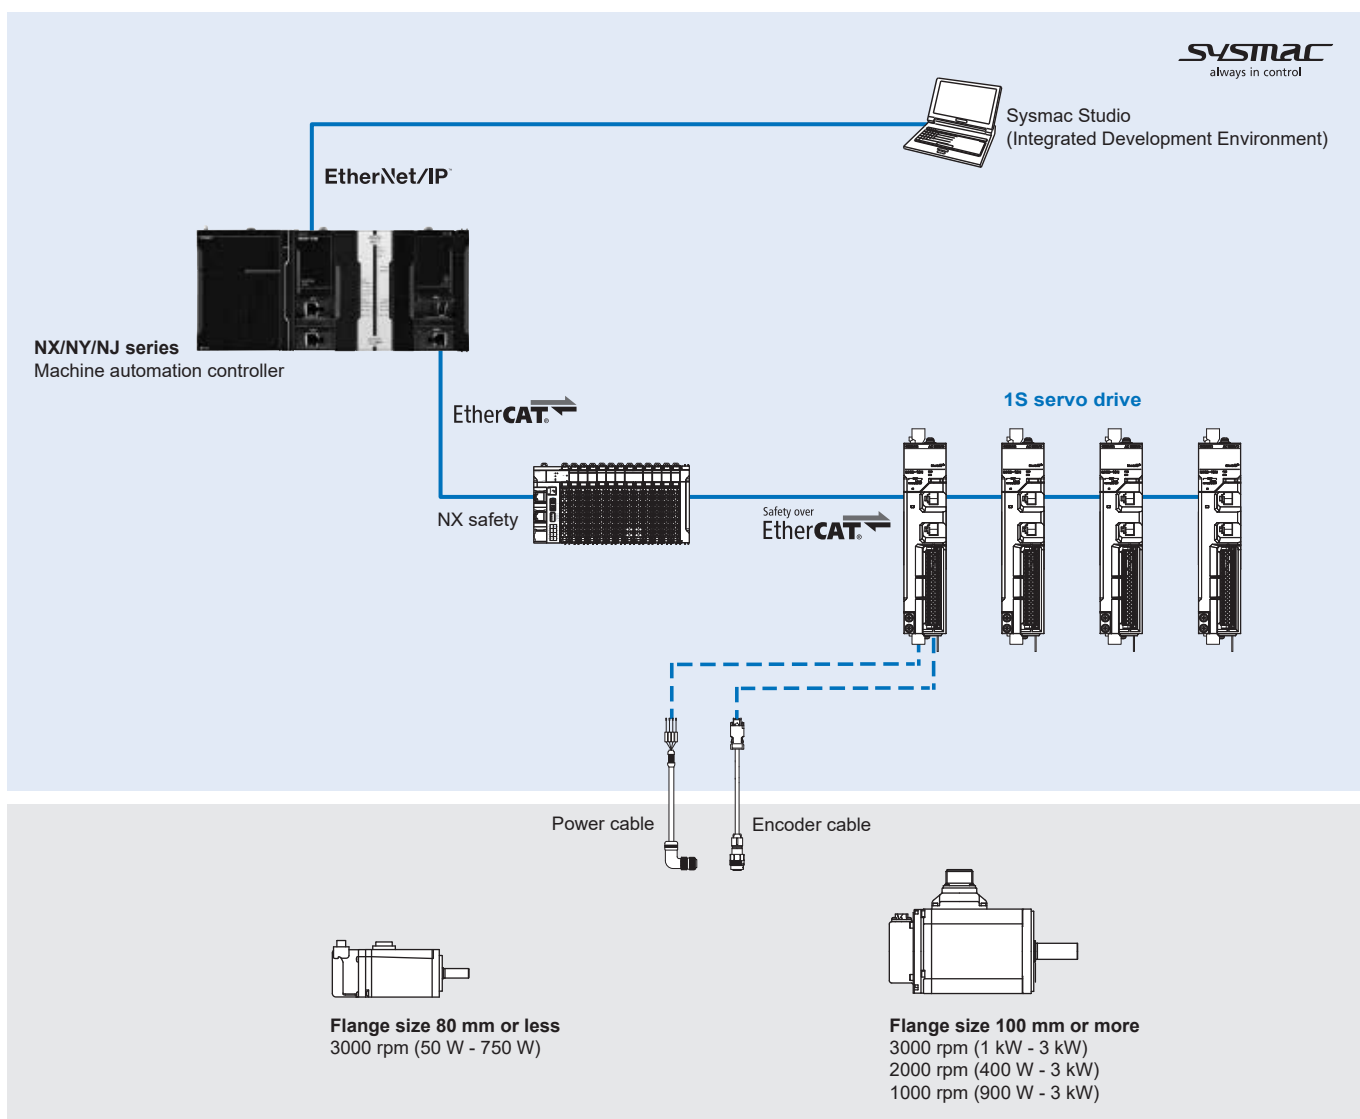 sysmac
always in control
Sysmac Studio
(Integrated Development Environment)
EtherNet/IP™
NX/NY/NJ series
Machine automation controller
EtherCAT®
1S servo drive
NX safety
Safety over
EtherCAT®
Power cable
Encoder cable
Flange size 80 mm or less
3000 rpm (50 W - 750 W)
Flange size 100 mm or more
3000 rpm (1 kW - 3 kW)
2000 rpm (400 W - 3 kW)
1000 rpm (900 W - 3 kW)